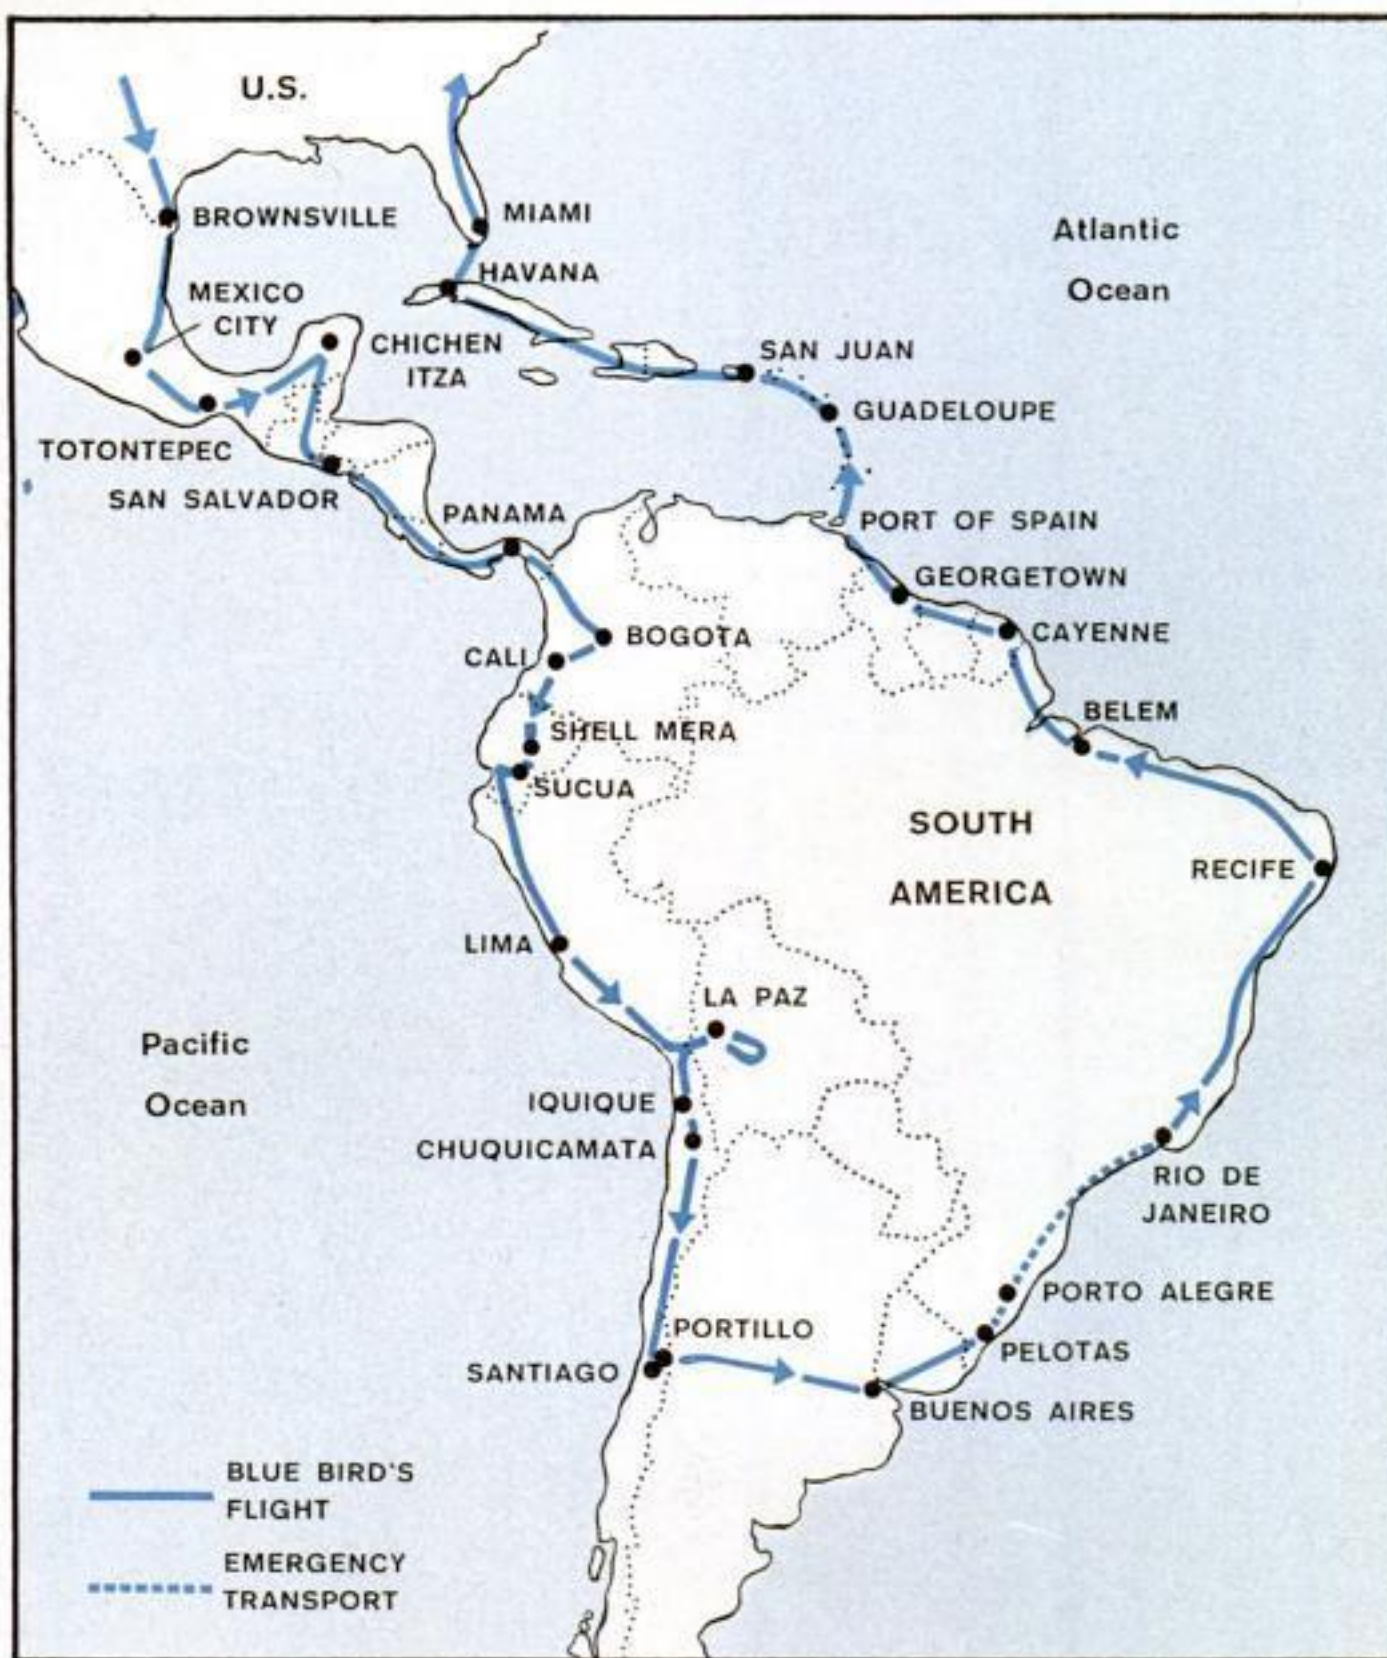 U.S.
BROWNSVILLE
MIAMI
Atlantic
Ocean
HAVANA
MEXICO
CITY
CHICHEN
ITZA
SAN JUAN
GUADELOUPE
TOTONTEPEC
SAN SALVADOR
PANAMA
PORT OF SPAIN
GEORGETOWN
CAYENNE
BOGOTA
CALI
BELEM
SHELL MERA
SUCUA
SOUTH
AMERICA
RECIFE
LIMA
LA PAZ
Pacific
Ocean
IQUIQUE
CHUQUICAMATA
RIO DE
JANEIRO
PORTO ALEGRE
PORTILLO
PELOTAS
SANTIAGO
BUENOS AIRES
BLUE BIRD'S
FLIGHT
EMERGENCY
TRANSPORT